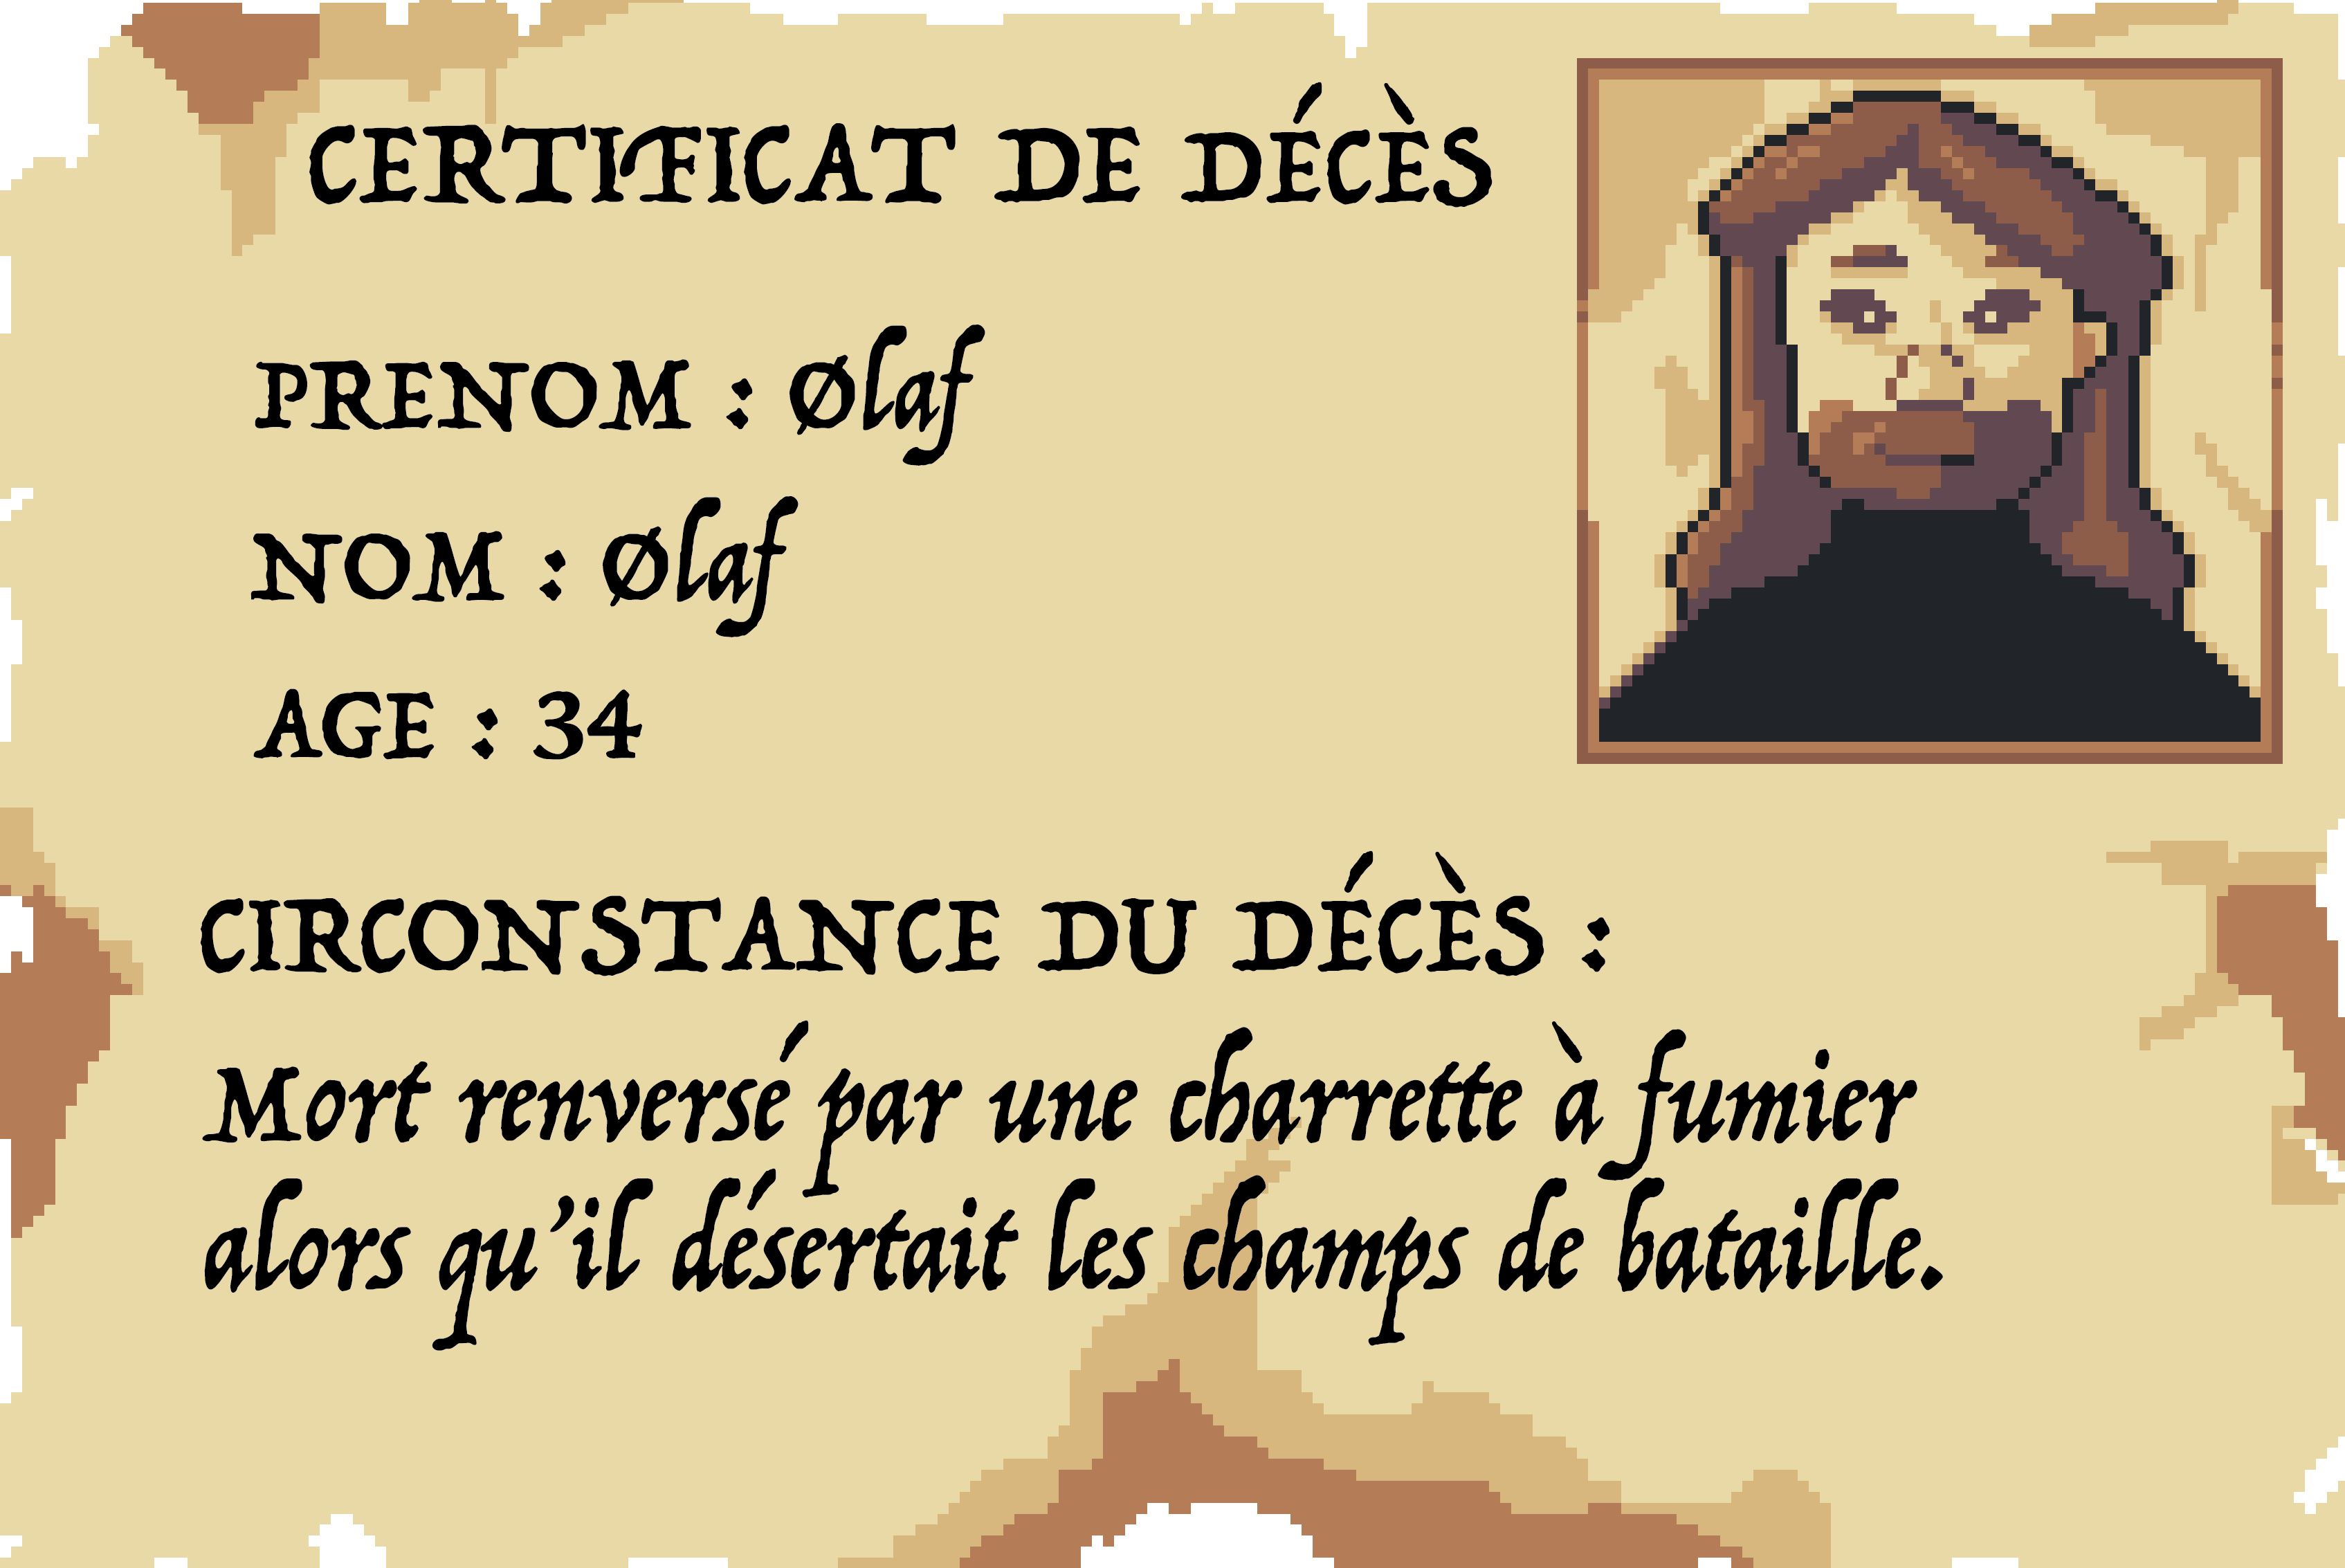 CERTIFICAT DE DÉCÈS
PRENOM : Ølaf
NOM : Ølaf
AGE : 34
CIRCONSTANCE DU DÉCÈS :
Mort renversé par une charrette à fumier
alors qu'il désertait les champs de bataille.